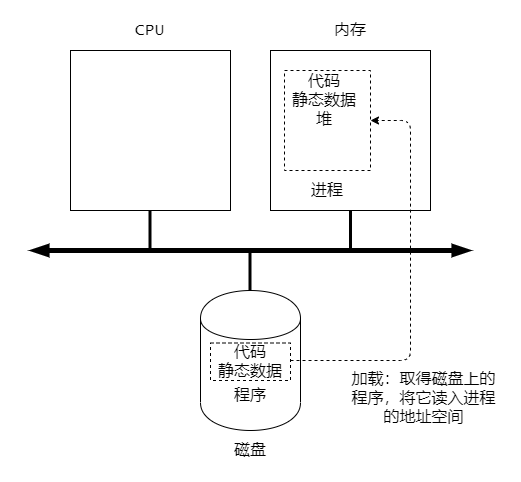 CPU
内存
代码
静态数据
堆
进程
代码
静态数据
程序
加载：取得磁盘上的
程序，将它读入进程
的地址空间
磁盘